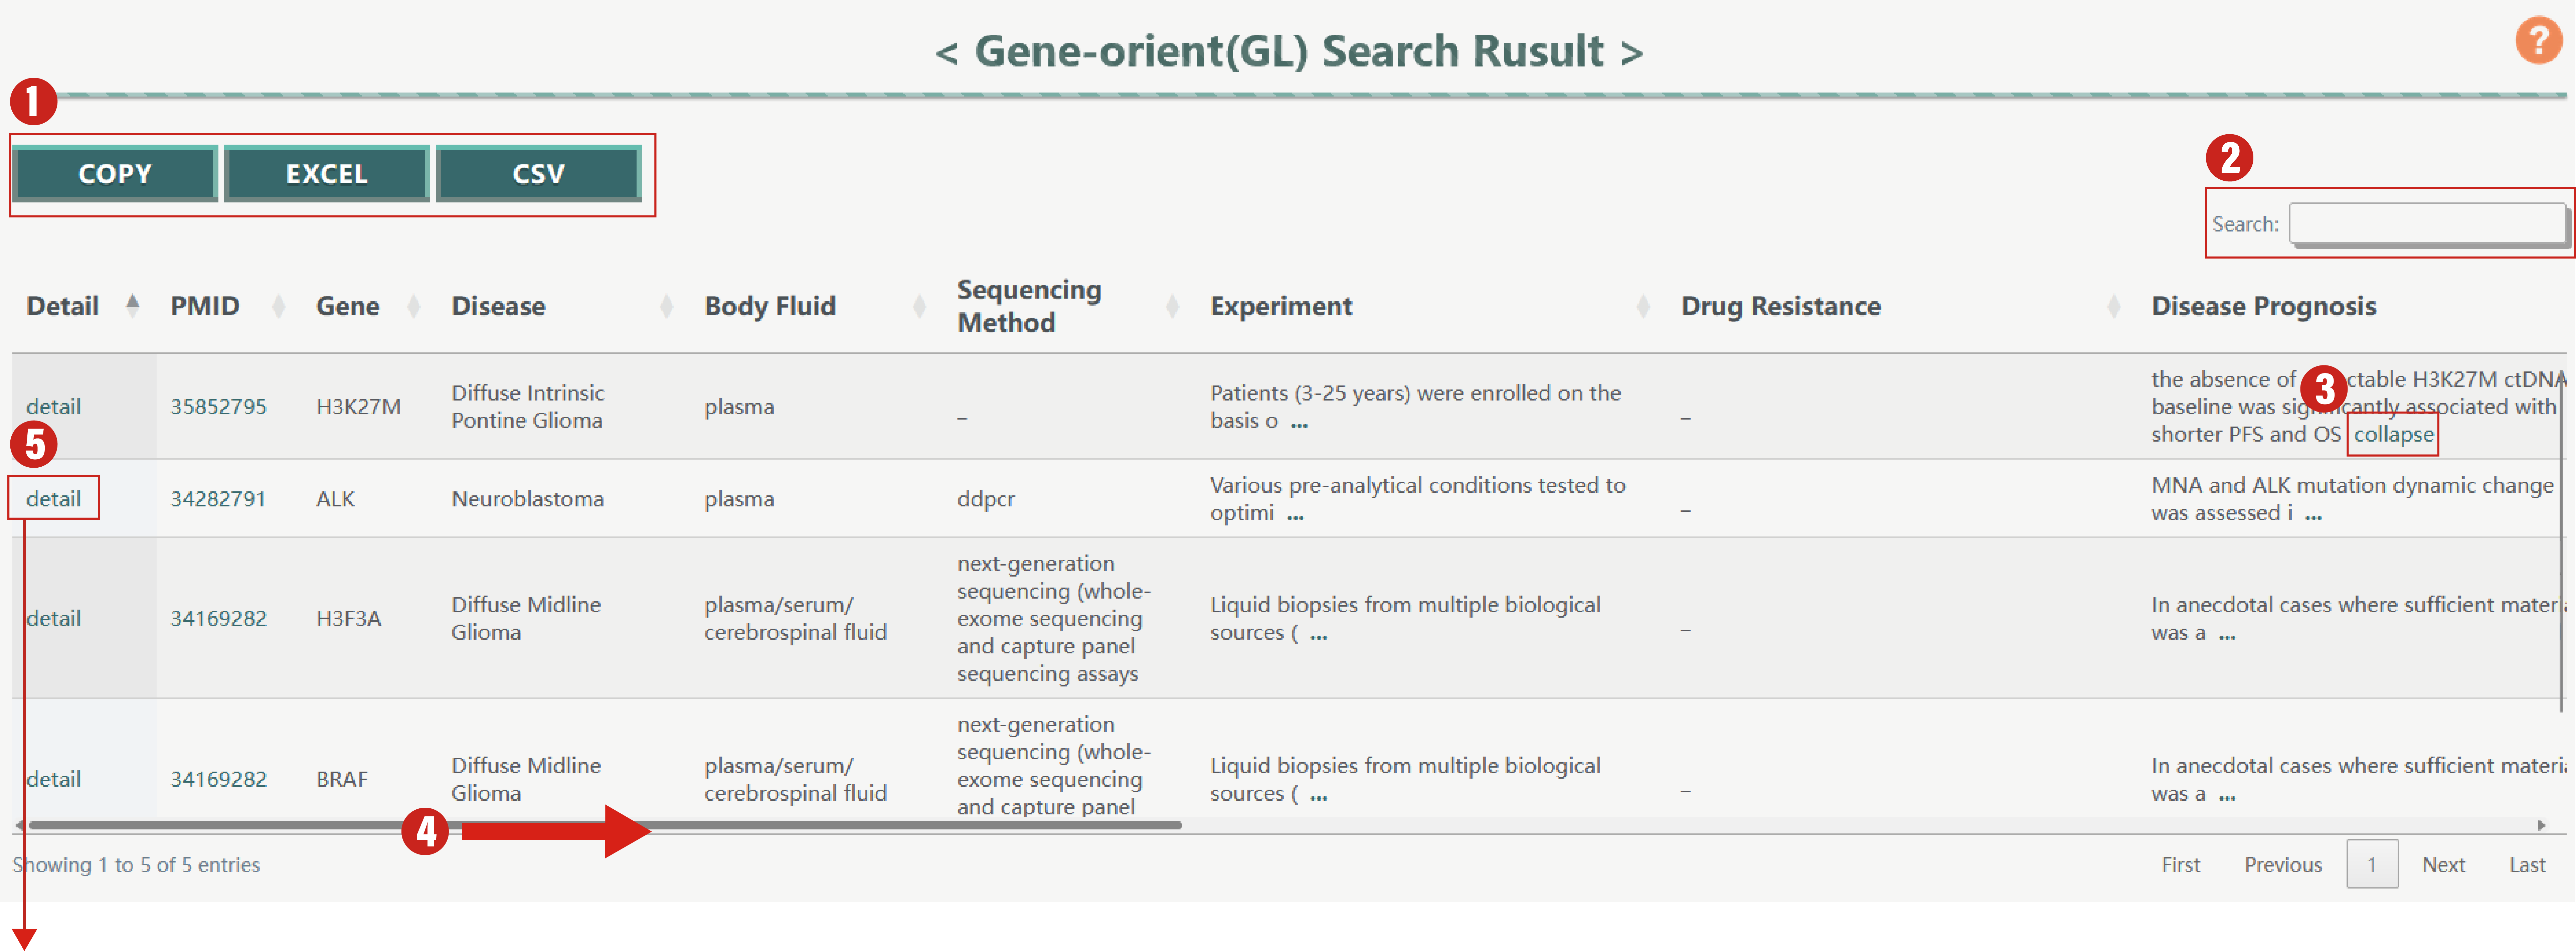 < Gene-orient(GL) Search Rusult >
?
1
COPY EXCEL CSV
2
Search:
Detail PMID Gene Disease Body Fluid Sequencing Method Experiment Drug Resistance Disease Prognosis
detail 35852795 H3K27M Diffuse Intrinsic Pontine Glioma plasma _ Patients (3-25 years) were enrolled on the basis o ... _ the absence of ctable H3K27M ctDNA baseline was significantly associated with shorter PFS and OS collapse
3
5
detail 34282791 ALK Neuroblastoma plasma ddpcr Various pre-analytical conditions tested to optimi ... _ MNA and ALK mutation dynamic change was assessed i ...
detail 34169282 H3F3A Diffuse Midline Glioma plasma/serum/ cerebrospinal fluid next-generation sequencing (whole-exome sequencing and capture panel sequencing assays Liquid biopsies from multiple biological sources ( ... _ In anecdotal cases where sufficient materia was a ...
detail 34169282 BRAF Diffuse Midline Glioma plasma/serum/ cerebrospinal fluid next-generation sequencing (whole-exome sequencing and capture panel Liquid biopsies from multiple biological sources ( ... _ In anecdotal cases where sufficient materia was a ...
4
Showing 1 to 5 of 5 entries
First Previous 1 Next Last